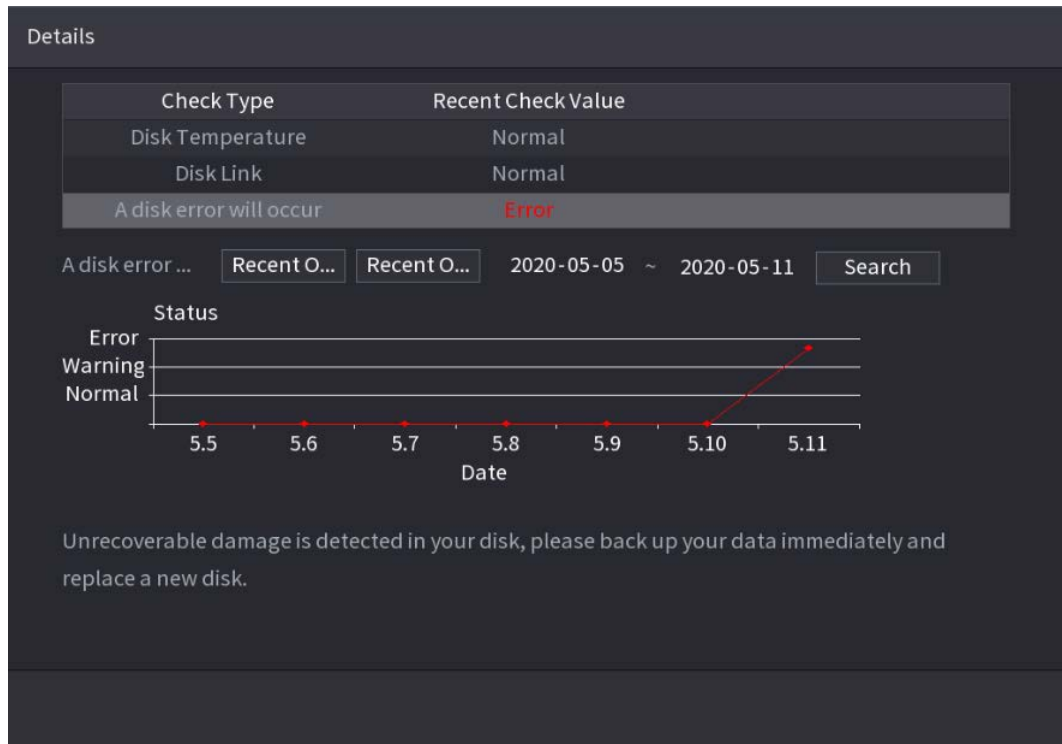 Details
Check Type Recent Check Value
Disk Temperature Normal
Disk Link Normal
A disk error will occur Error
A disk error ... Recent O... Recent O... 2020-05-05 ~ 2020-05-11 Search
Status
Error
Warning
Normal
5.5 5.6 5.7 5.8 5.9 5.10 5.11
Date
Unrecoverable damage is detected in your disk, please back up your data immediately and
replace a new disk.